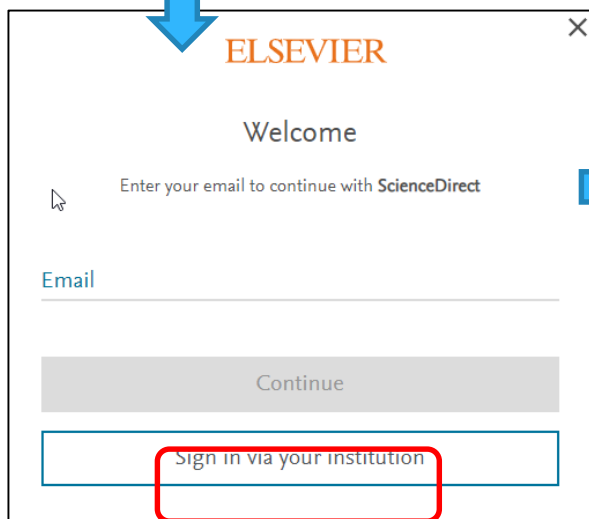 ELSEVIER
Welcome
Enter your email to continue with ScienceDirect
Email
Continue
Sign in via your institution